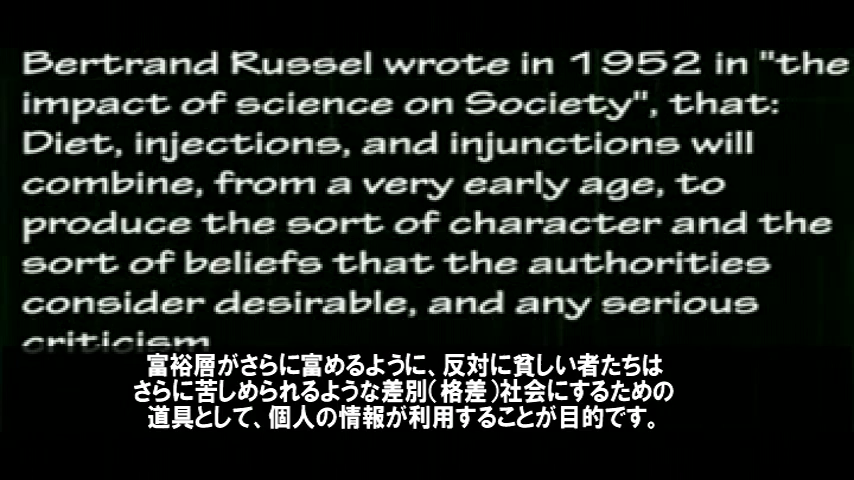 Bertrand Russel wrote in 1952 in "the
impact of science on Society", that:
Diet, injections, and injunctions will
combine, from a very early age, to
produce the sort of character and the
sort of beliefs that the authorities
consider desirable, and any serious
criticism
富裕層がさらに富めるように、反対に貧しい者たちは
さらに苦しめられるような差別(格差)社会にするための
道具として、個人の情報が利用することが目的です。